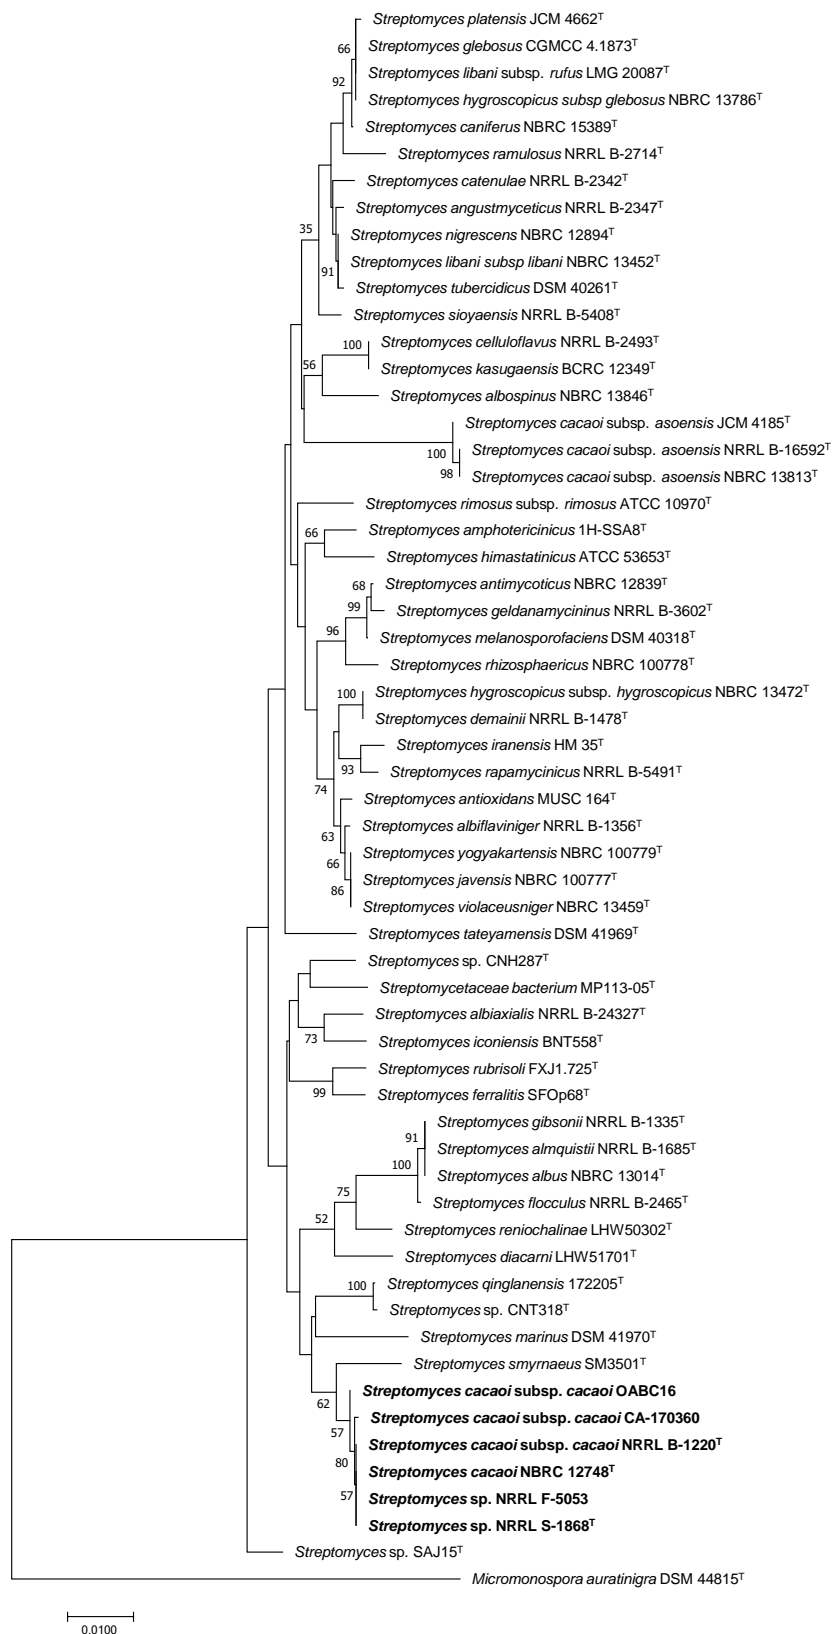 Streptomyces platensis JCM 4662ᵀ
66
Streptomyces glebosus CGMCC 4.1873ᵀ
Streptomyces libani subsp. rufus LMG 20087ᵀ
92
Streptomyces hygroscopicus subsp glebosus NBRC 13786ᵀ
Streptomyces caniferus NBRC 15389ᵀ
Streptomyces ramulosus NRRL B-2714ᵀ
Streptomyces catenulae NRRL B-2342ᵀ
Streptomyces angustmyceticus NRRL B-2347ᵀ
35
Streptomyces nigrescens NBRC 12894ᵀ
Streptomyces libani subsp libani NBRC 13452ᵀ
91
Streptomyces tubercidicus DSM 40261ᵀ
Streptomyces sioyaensis NRRL B-5408ᵀ
100
Streptomyces celluloflavus NRRL B-2493ᵀ
56
Streptomyces kasugaensis BCRC 12349ᵀ
Streptomyces albospinus NBRC 13846ᵀ
Streptomyces cacaoi subsp. asoensis JCM 4185ᵀ
100
Streptomyces cacaoi subsp. asoensis NRRL B-16592ᵀ
98
Streptomyces cacaoi subsp. asoensis NBRC 13813ᵀ
Streptomyces rimosus subsp. rimosus ATCC 10970ᵀ
66
Streptomyces amphotericinicus 1H-SSA8ᵀ
Streptomyces himastatinicus ATCC 53653ᵀ
68
Streptomyces antimycoticus NBRC 12839ᵀ
99
Streptomyces geldanamycininus NRRL B-3602ᵀ
96
Streptomyces melanosporofaciens DSM 40318ᵀ
Streptomyces rhizosphaericus NBRC 100778ᵀ
100
Streptomyces hygroscopicus subsp. hygroscopicus NBRC 13472ᵀ
Streptomyces demainii NRRL B-1478ᵀ
Streptomyces iranensis HM 35ᵀ
93
Streptomyces rapamycinicus NRRL B-5491ᵀ
74
Streptomyces antioxidans MUSC 164ᵀ
63
Streptomyces albiflaviniger NRRL B-1356ᵀ
66
Streptomyces yogyakartensis NBRC 100779ᵀ
86
Streptomyces javensis NBRC 100777ᵀ
Streptomyces violaceusniger NBRC 13459ᵀ
Streptomyces tateyamensis DSM 41969ᵀ
Streptomyces sp. CNH287ᵀ
Streptomycetaceae bacterium MP113-05ᵀ
Streptomyces albiaxialis NRRL B-24327ᵀ
73
Streptomyces iconiensis BNT558ᵀ
Streptomyces rubrisoli FXJ1.725ᵀ
99
Streptomyces ferralitis SFOp68ᵀ
Streptomyces gibsonii NRRL B-1335ᵀ
91
Streptomyces almquistii NRRL B-1685ᵀ
100
Streptomyces albus NBRC 13014ᵀ
75
Streptomyces flocculus NRRL B-2465ᵀ
52
Streptomyces reniochalinae LHW50302ᵀ
Streptomyces diacarni LHW51701ᵀ
100
Streptomyces qinglanensis 172205ᵀ
Streptomyces sp. CNT318ᵀ
Streptomyces marinus DSM 41970ᵀ
Streptomyces smyrnaeus SM3501ᵀ
62
Streptomyces cacaoi subsp. cacaoi OABC16
57
Streptomyces cacaoi subsp. cacaoi CA-170360
Streptomyces cacaoi subsp. cacaoi NRRL B-1220ᵀ
80
Streptomyces cacaoi NBRC 12748ᵀ
57
Streptomyces sp. NRRL F-5053
Streptomyces sp. NRRL S-1868ᵀ
Streptomyces sp. SAJ15ᵀ
Micromonospora auratinigra DSM 44815ᵀ
0.0100